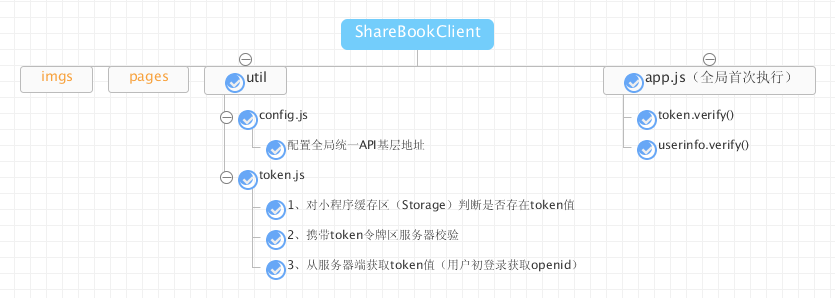 ShareBookClient
imgs
pages
util
app.js（全局首次执行）
config.js
token.verify()
配置全局统一API基层地址
userinfo.verify()
token.js
1、对小程序缓存区（Storage）判断是否存在token值
2、携带token令牌区服务器校验
3、从服务器端获取token值（用户初登录获取openid）